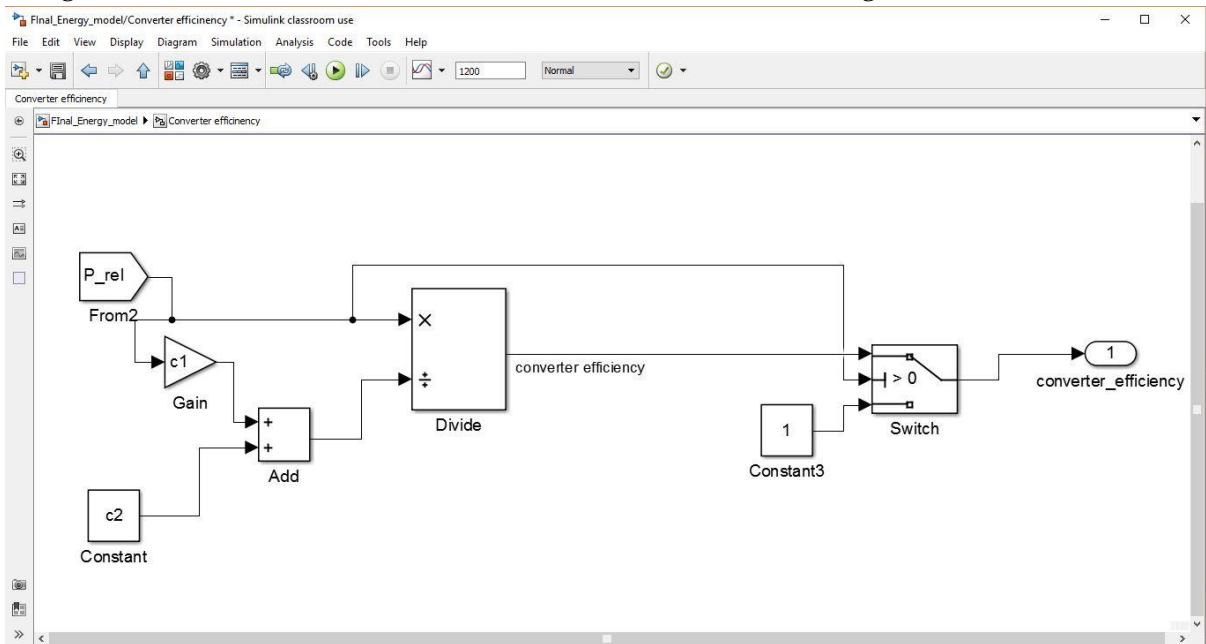 FInal_Energy_model/Converter efficinency * - Simulink classroom use
File Edit View Display Diagram Simulation Analysis Code Tools Help
1200 Normal
Converter efficinency
FInal_Energy_model Converter efficinency
P_rel
From2
c1
Gain
+
+
Add
c2
Constant
×
÷
Divide
converter efficiency
> 0
Switch
1
Constant3
1
converter_efficiency